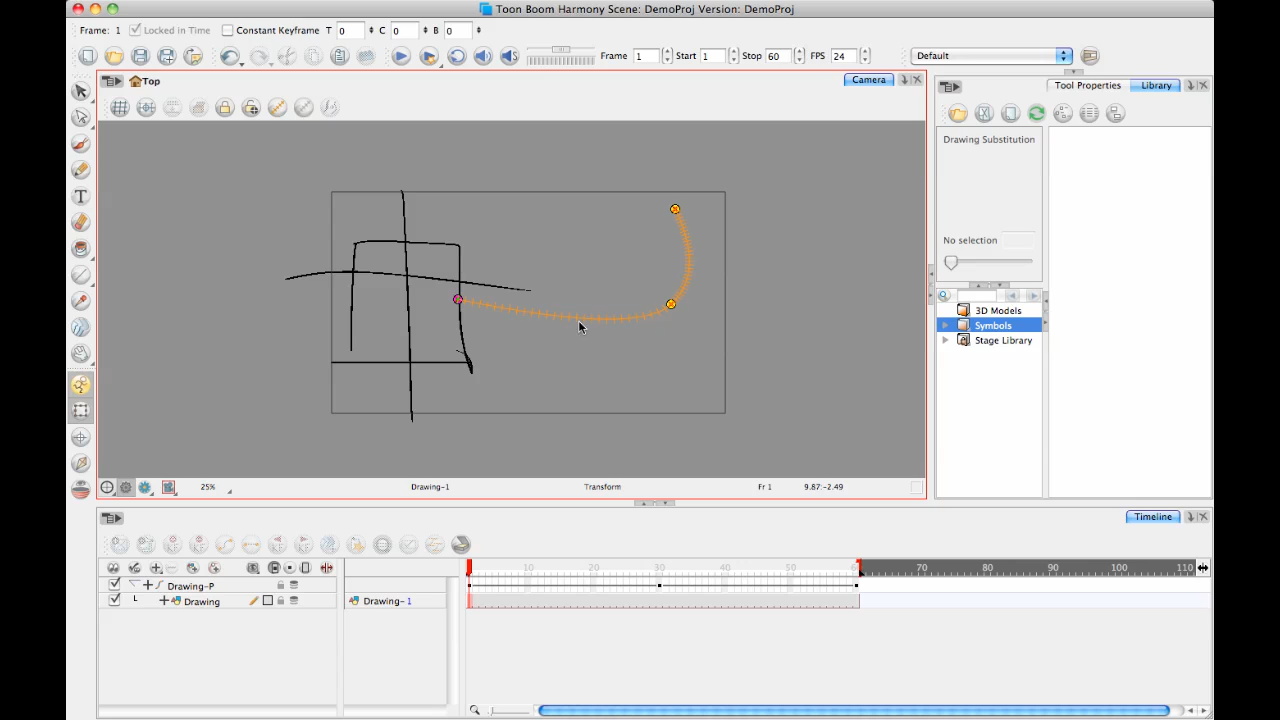 Toon Boom Harmony Scene: DemoProj Version: DemoProj
Frame: 1 Locked in Time Constant Keyframe T 0 C 0 B 0
Frame 1 Start 1 Stop 60 FPS 24 Default
Top Camera
Tool Properties Library
Drawing Substitution
No selection
3D Models
Symbols
Stage Library
T
25% Drawing-1 Transform Fr 1 9.87:-2.49
Timeline
10 20 30 40 50 70 80 90 100 110
Drawing-P
Drawing Drawing- 1